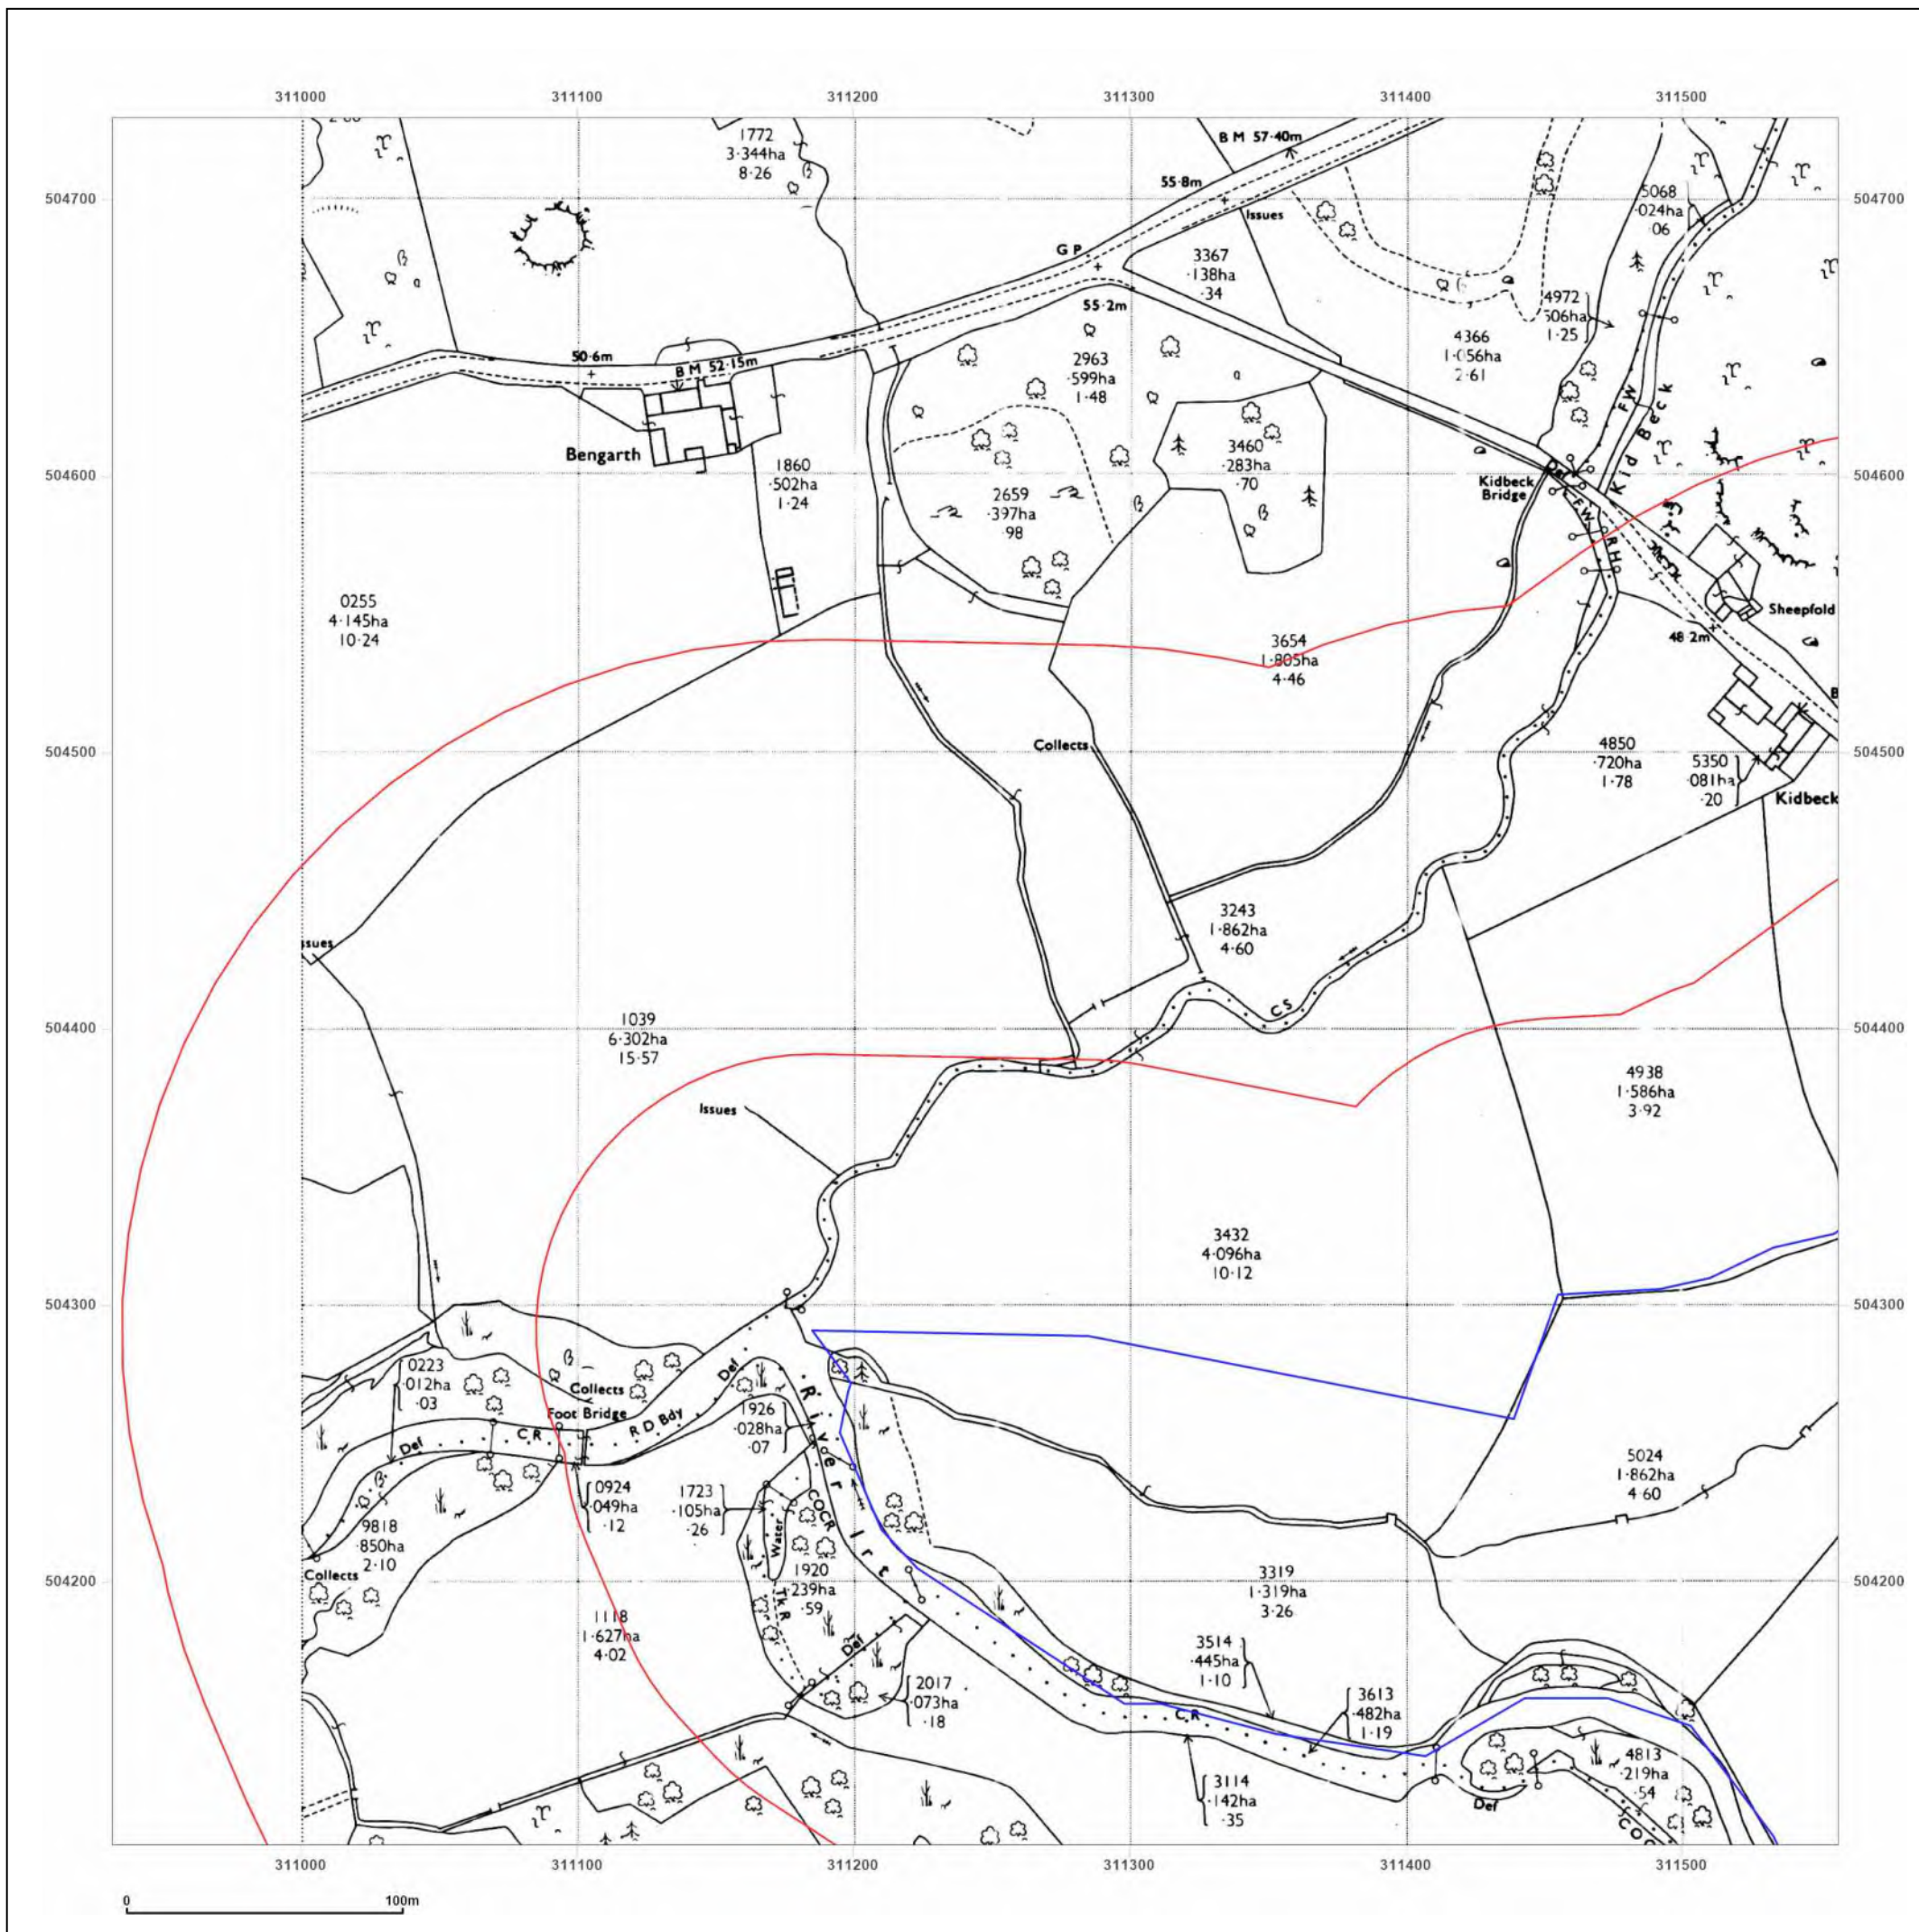 311000 311100 311200 311300 311400 311500
504700 504700
504600 504600
504500 504500
504400 504400
504300 504300
504200 504200
1772
3·344ha
8·26
B M 57·40m
55·8m
Issues
G P
55·2m
3367
·138ha
·34
5068
·024ha
·06
4972
·506ha
1·25
4366
1·056ha
2·61
50·6m
B M 52·15m
Bengarth
1860
·502ha
1·24
2963
·599ha
1·48
3460
·283ha
·70
2659
·397ha
·98
FW
Kid Beck
Def
Kidbeck
Bridge
FW
RH
Sheepfold
48·2m
B
0255
4·145ha
10·24
3654
1·805ha
4·46
Collects
4850
·720ha
1·78
5350
·081ha
·20
Kidbeck
3243
1·862ha
4·60
C S
ssues
1039
6·302ha
15·57
Issues
4938
1·586ha
3·92
3432
4·096ha
10·12
0223
·012ha
·03
Collects
Foot Bridge
Def
C R
R D Bdy
Def
River Irt
1926
·028ha
·07
0924
·049ha
·12
1723
·105ha
·26
COCR
Water
9818
·850ha
2·10
Collects
1920
·239ha
·59
T K R
Def
1118
1·627ha
4·02
2017
·073ha
·18
5024
1·862ha
4·60
3319
1·319ha
3·26
3514
·445ha
1·10
C R
3613
·482ha
1·19
3114
·142ha
·35
4813
·219ha
·54
Def
COC
311000 311100 311200 311300 311400 311500
0 100m